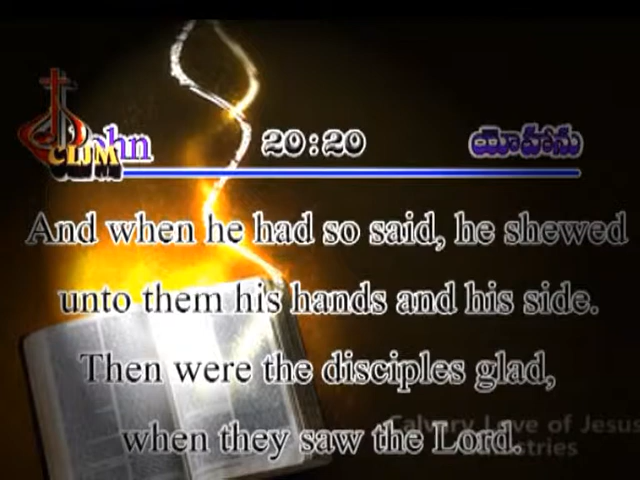 John 20:20 యోహాను
CLJM
And when he had so said, he shewed
unto them his hands and his side.
Then were the disciples glad,
when they saw the Lord.
Calvary Love of Jesus
Ministries